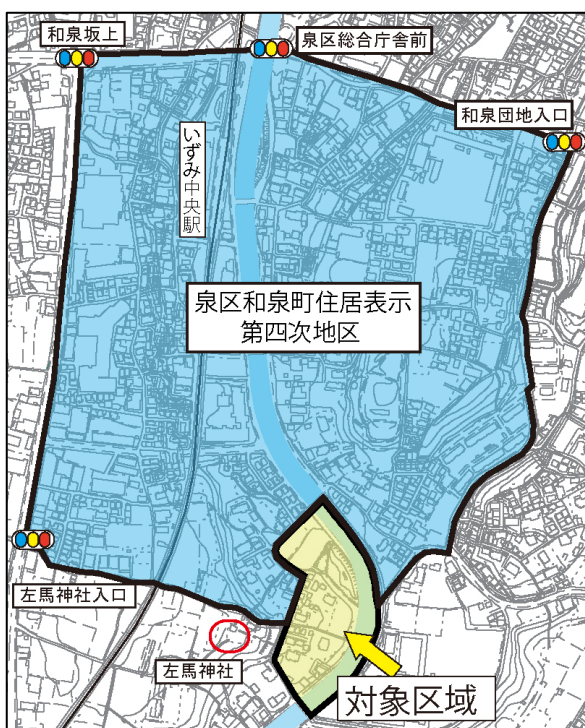 和泉坂上
泉区総合庁舎前
和泉団地入口
いずみ中央駅
泉区和泉町住居表示
第四次地区
左馬神社入口
左馬神社
対象区域